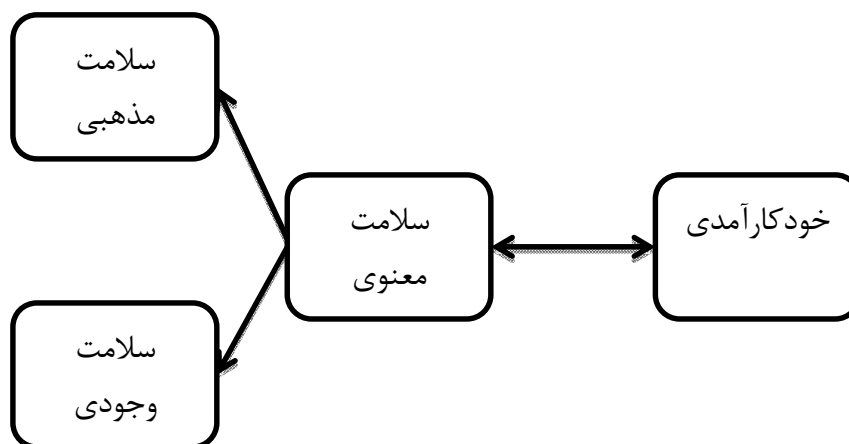 سلامت
مذهبی
خودکارآمدی
سلامت
معنوی
سلامت
وجودی